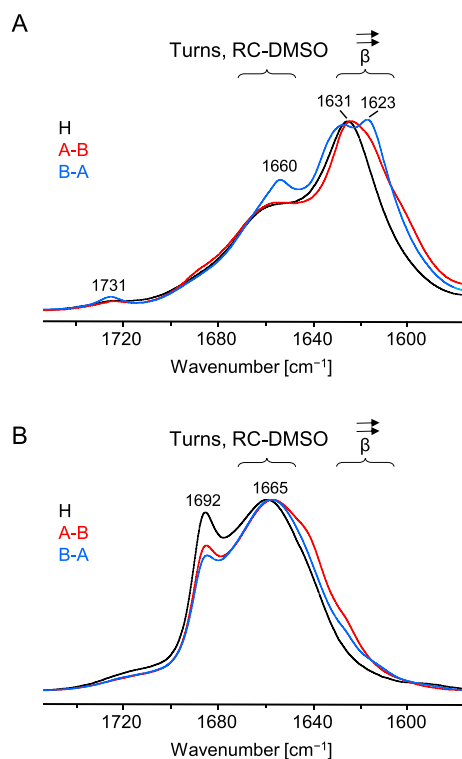 A
Turns, RC-DMSO
β
1631 1623
H
A-B
B-A
1660
1731
1720 1680 1640 1600
Wavenumber [cm⁻¹]
B
Turns, RC-DMSO
β
1692 1665
H
A-B
B-A
1720 1680 1640 1600
Wavenumber [cm⁻¹]